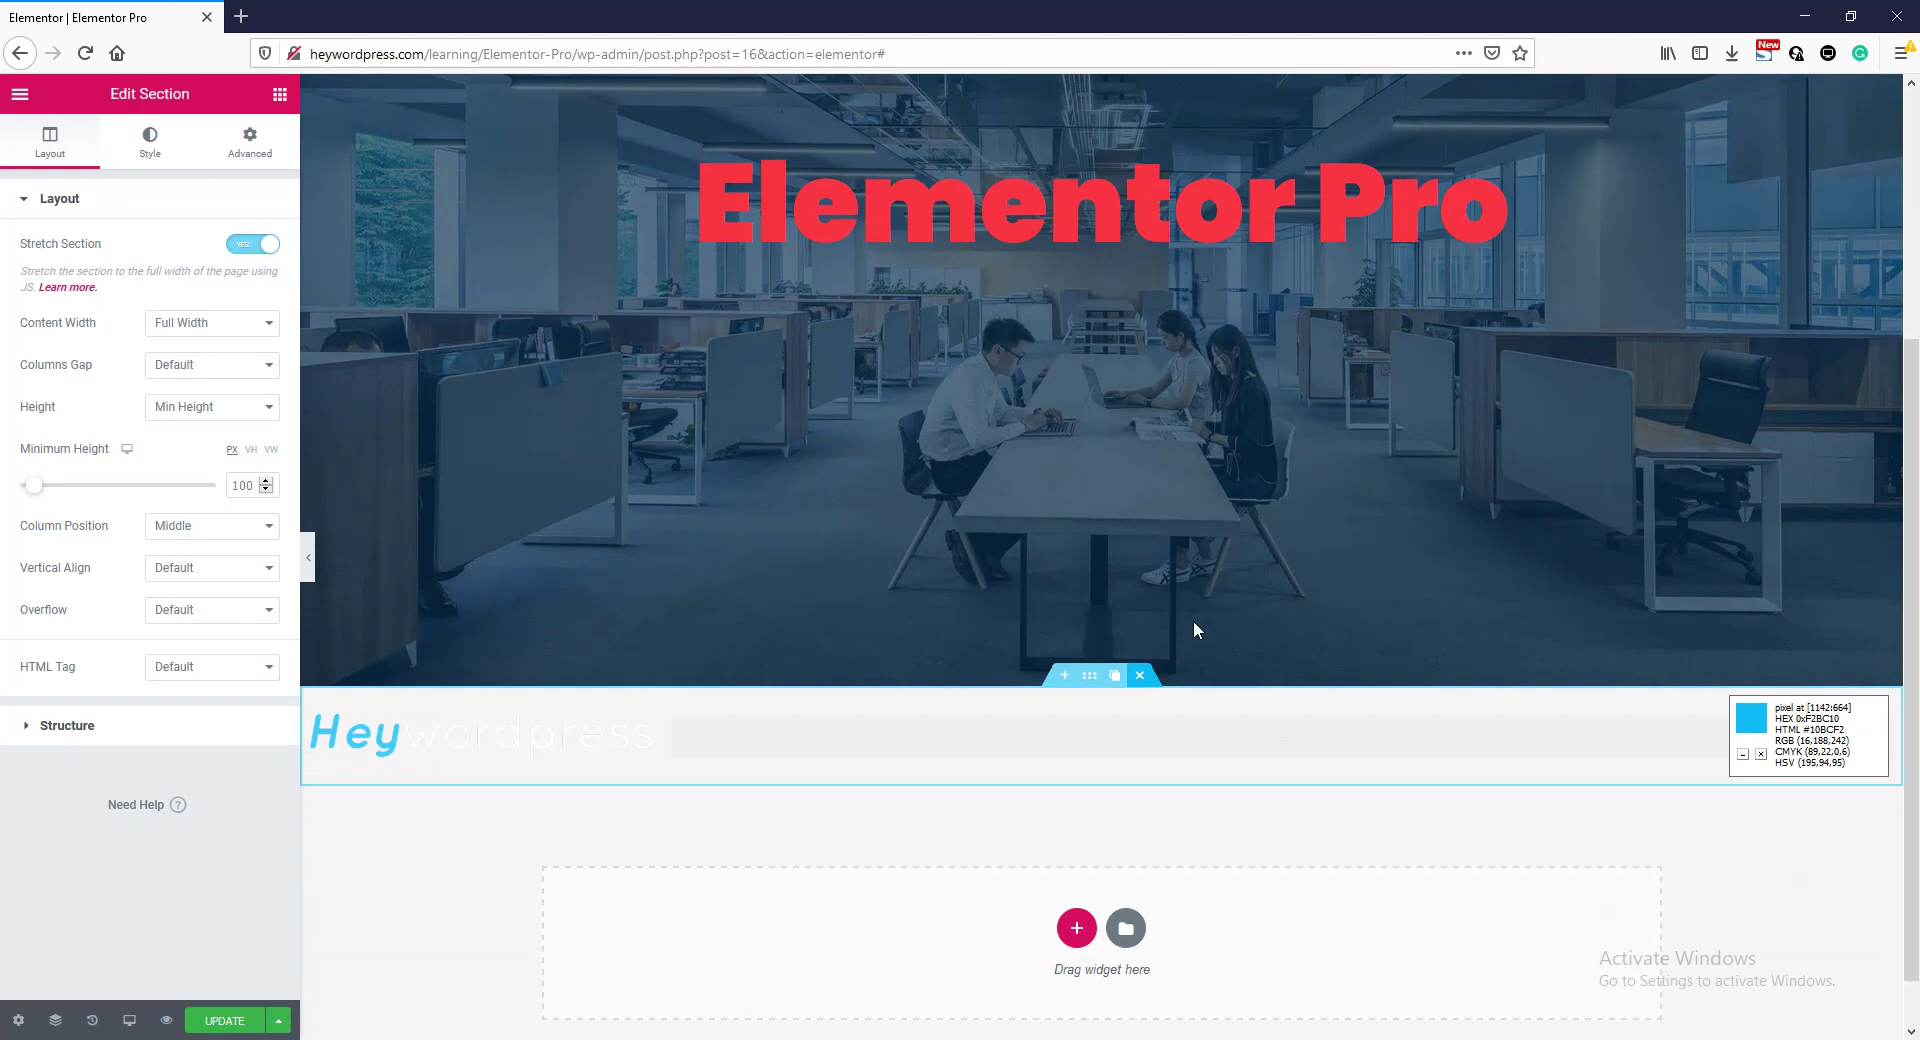 Elementor | Elementor Pro
heywordpress.com/learning/Elementor-Pro/wp-admin/post.php?post=16&action=elementor#
New
Edit Section
Layout
Style
Advanced
Layout
Stretch Section
YES
Stretch the section to the full width of the page using
JS. Learn more.
Content Width
Full Width
Columns Gap
Default
Height
Min Height
Minimum Height
PX VH VW
100
Column Position
Middle
Vertical Align
Default
Overflow
Default
HTML Tag
Default
Structure
Need Help ?
UPDATE
Elementor Pro
Heywordpress
pixel at [1142:664]
HEX 0xF2BC10
HTML #10BCF2
RGB (16,188,242)
CMYK (89,22,0,6)
HSV (195,94,95)
Drag widget here
Activate Windows
Go to Settings to activate Windows.